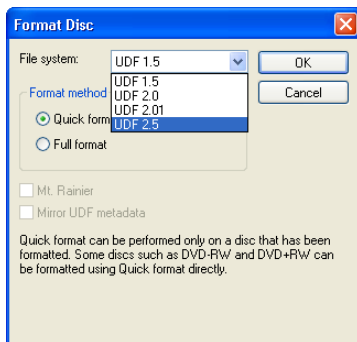 Format Disc
File system:
UDF 1.5
OK
UDF 1.5
UDF 2.0
UDF 2.01
UDF 2.5
Cancel
Format method
Quick form
Full format
Mt. Rainier
Mirror UDF metadata
Quick format can be performed only on a disc that has been
formatted. Some discs such as DVD-RW and DVD+RW can
be formatted using Quick format directly.